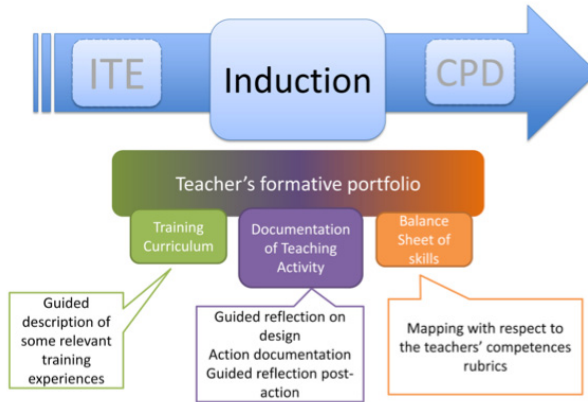 ITE
Induction
CPD
Teacher’s formative portfolio
Training
Curriculum
Documentation
of Teaching
Activity
Balance
Sheet of
skills
Guided
description of
some relevant
training
experiences
Guided reflection on
design
Action documentation
Guided reflection post-
action
Mapping with respect to
the teachers’ competences
rubrics